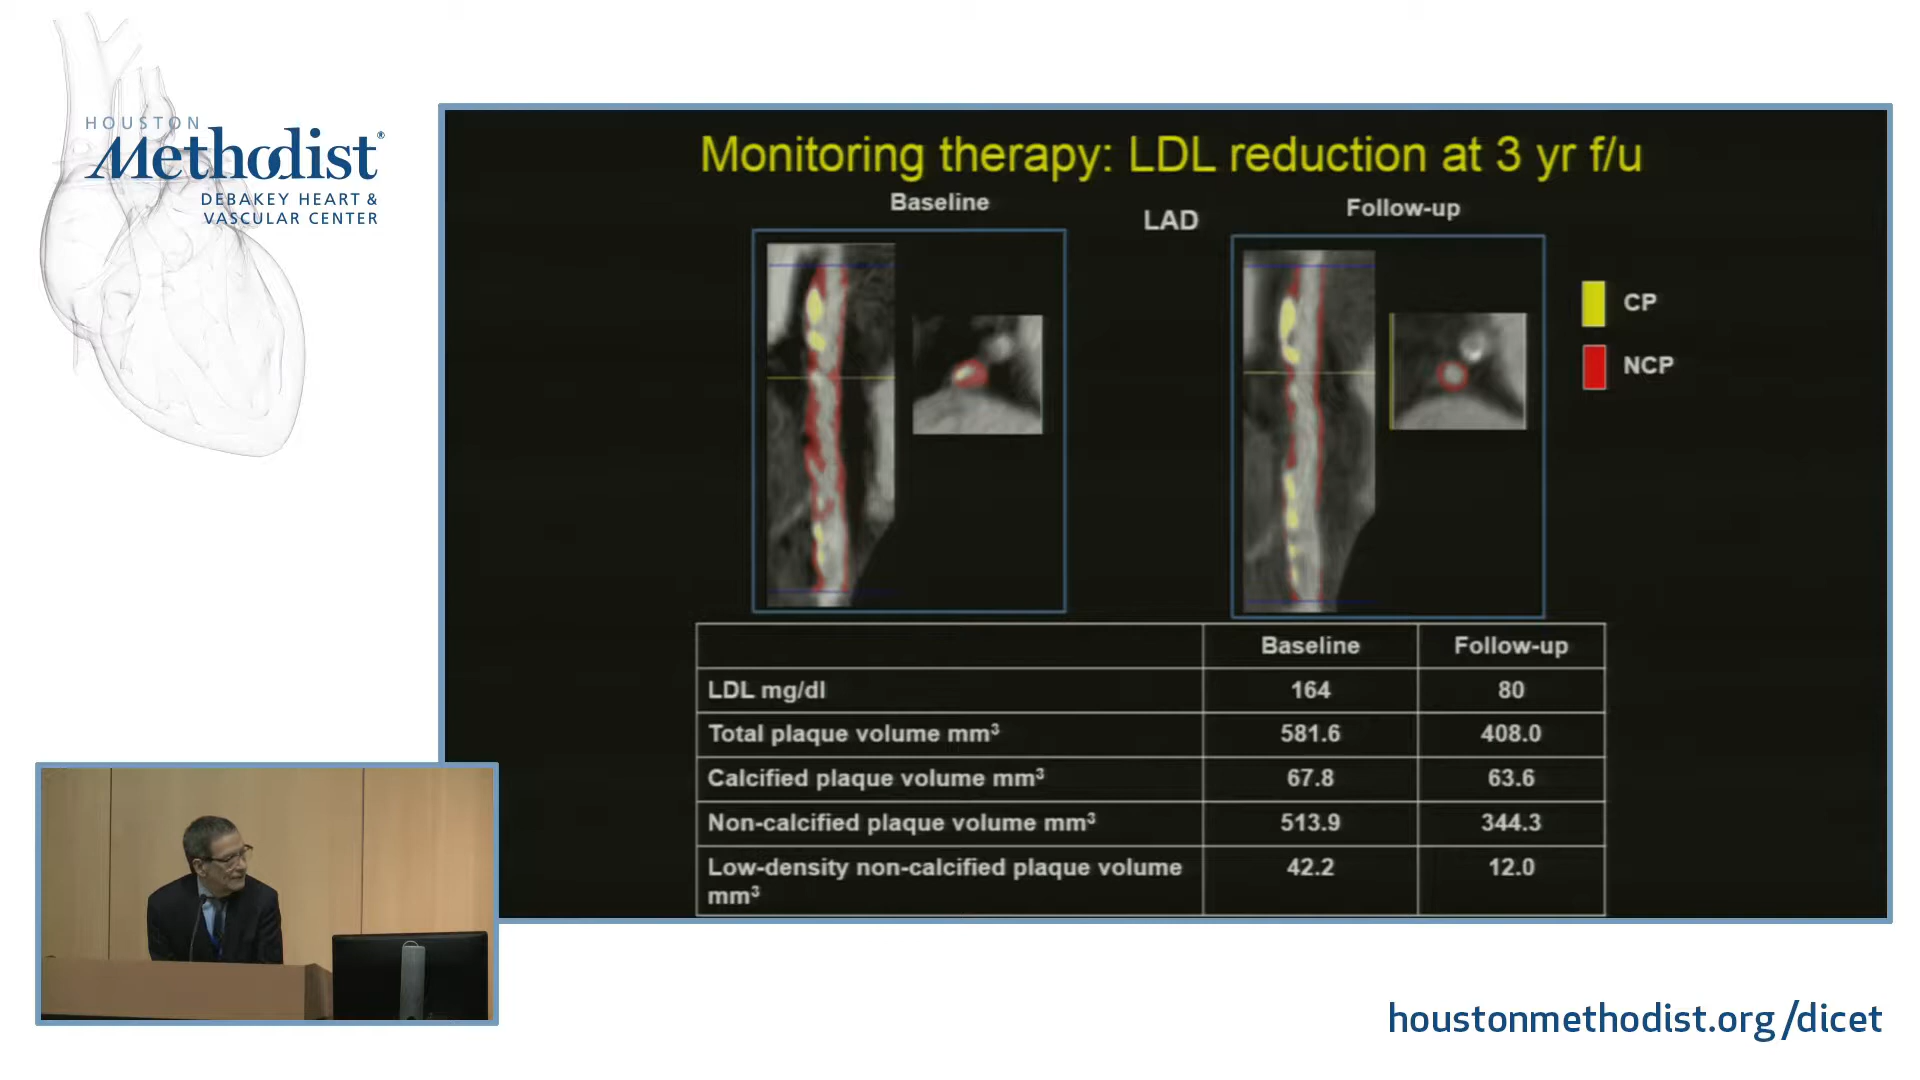 HOUSTON
Methodist®
DEBAKEY HEART &
VASCULAR CENTER
Monitoring therapy: LDL reduction at 3 yr f/u
Baseline
LAD
Follow-up
CP
NCP
Baseline Follow-up
LDL mg/dl 164 80
Total plaque volume mm³ 581.6 408.0
Calcified plaque volume mm³ 67.8 63.6
Non-calcified plaque volume mm³ 513.9 344.3
Low-density non-calcified plaque volume 42.2 12.0
mm³
houstonmethodist.org/dicet